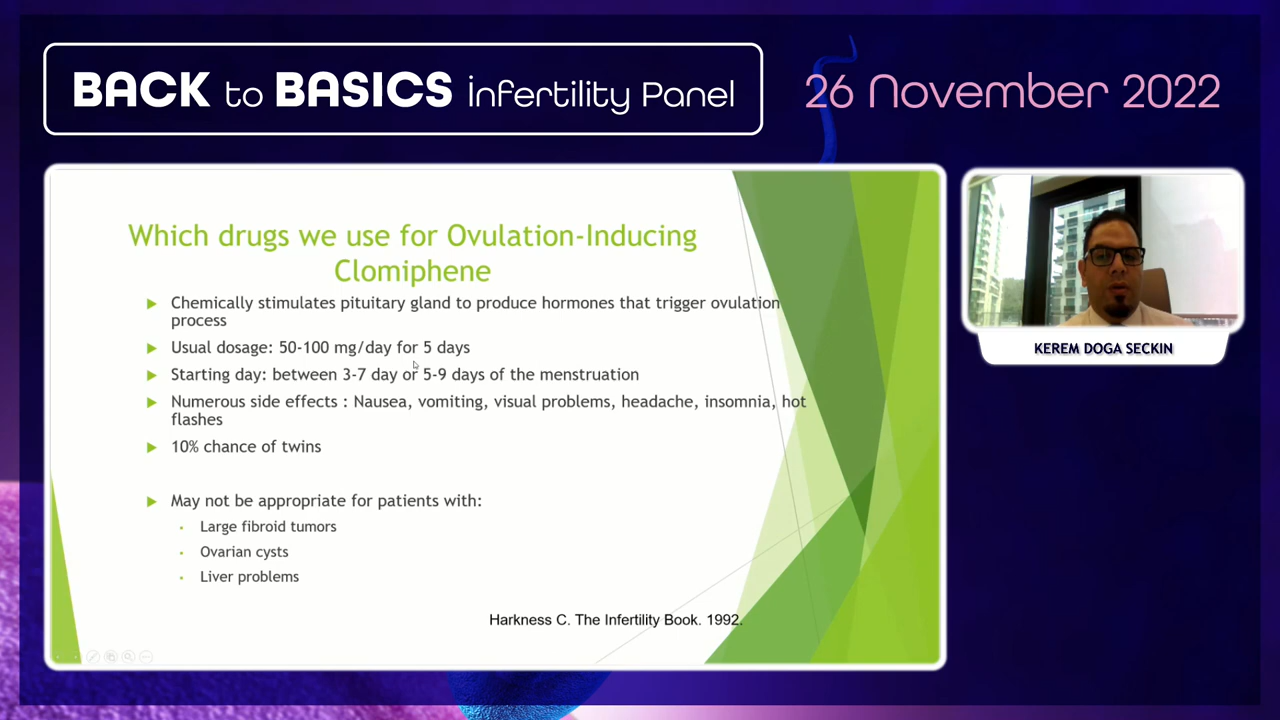 BACK to BASICS infertility Panel
26 November 2022
Which drugs we use for Ovulation-Inducing
Clomiphene
Chemically stimulates pituitary gland to produce hormones that trigger ovulation
process
Usual dosage: 50-100 mg/day for 5 days
Starting day: between 3-7 day or 5-9 days of the menstruation
Numerous side effects : Nausea, vomiting, visual problems, headache, insomnia, hot
flashes
10% chance of twins
May not be appropriate for patients with:
Large fibroid tumors
Ovarian cysts
Liver problems
Harkness C. The Infertility Book. 1992.
KEREM DOGA SECKIN